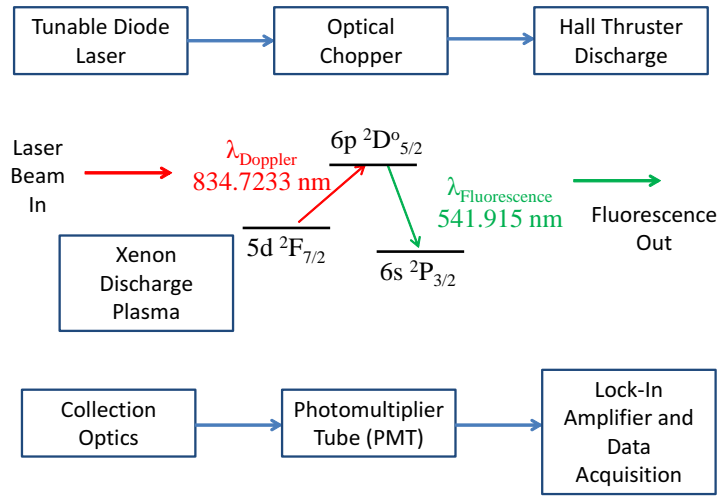 Tunable Diode
Laser
Optical
Chopper
Hall Thruster
Discharge
Laser
Beam
In
λDoppler
834.7233 nm
6p ²Dᵒ₅/₂
λFluorescence
541.915 nm
Fluorescence
Out
5d ²F₇/₂
6s ²P₃/₂
Xenon
Discharge
Plasma
Collection
Optics
Photomultiplier
Tube (PMT)
Lock-In
Amplifier and
Data
Acquisition